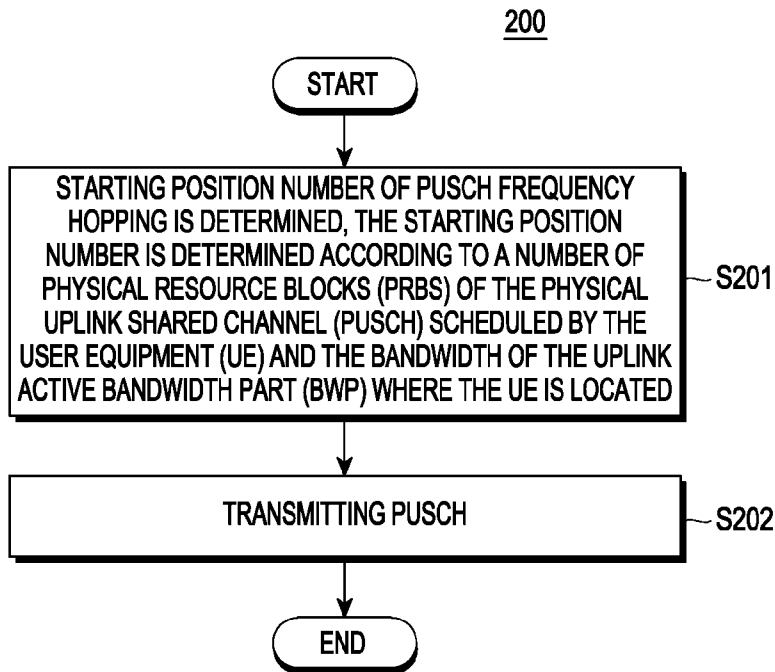 200
START
STARTING POSITION NUMBER OF PUSCH FREQUENCY
HOPPING IS DETERMINED, THE STARTING POSITION
NUMBER IS DETERMINED ACCORDING TO A NUMBER OF
PHYSICAL RESOURCE BLOCKS (PRBS) OF THE PHYSICAL
UPLINK SHARED CHANNEL (PUSCH) SCHEDULED BY THE
USER EQUIPMENT (UE) AND THE BANDWIDTH OF THE UPLINK
ACTIVE BANDWIDTH PART (BWP) WHERE THE UE IS LOCATED
S201
TRANSMITTING PUSCH
S202
END